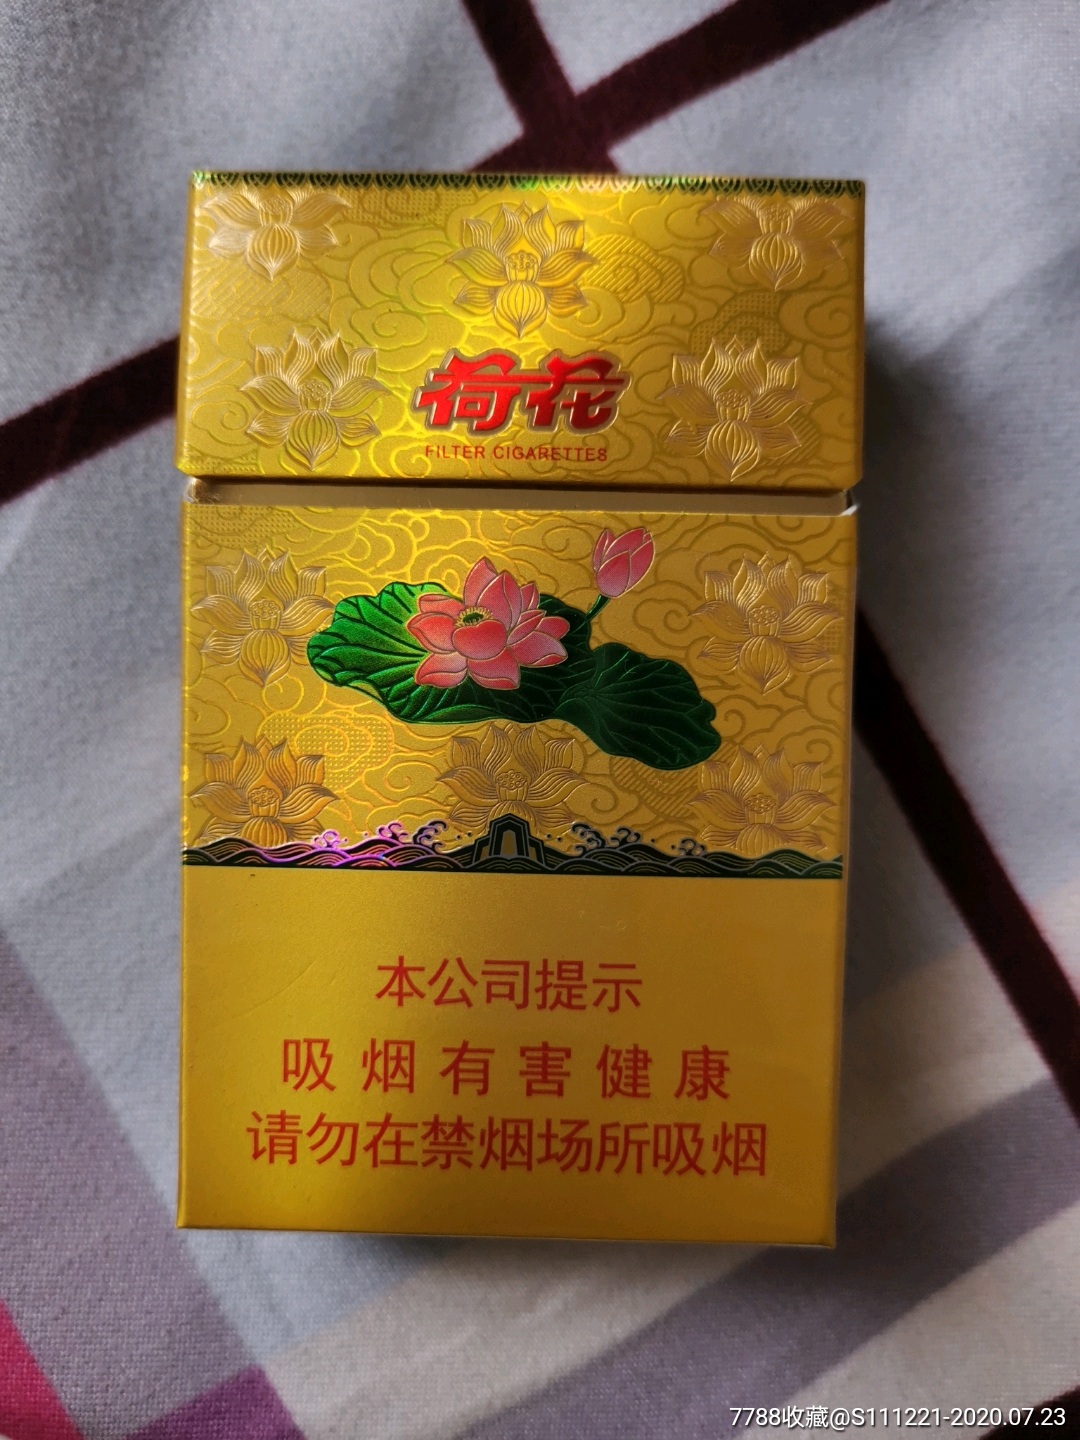 荷花
FILTER CIGARETTES
本公司提示
吸烟有害健康
请勿在禁烟场所吸烟
7788收藏@S111221-2020.07.23